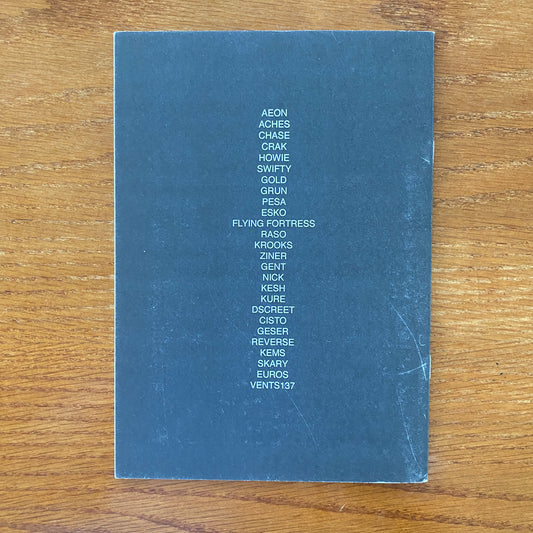 AEON
ACHES
CHASE
CRAK
HOWIE
SWIFTY
GOLD
GRUN
PESA
ESKO
FLYING FORTRESS
RASO
KROOKS
ZINER
GENT
NICK
KESH
KURE
DSCREET
CISTO
GESER
REVERSE
KEMS
SKARY
EUROS
VENTS137